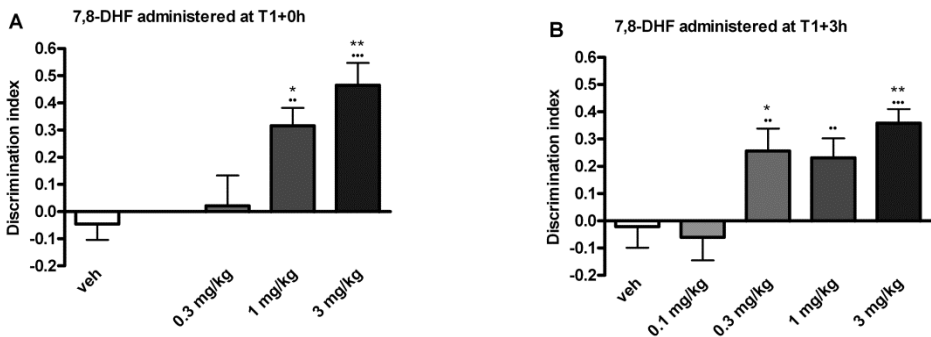 A
7,8-DHF administered at T1+0h
Discrimination index
0.6
0.5
0.4
0.3
0.2
0.1
0.0
-0.1
-0.2
*
••
**
•••
veh
0.3 mg/kg
1 mg/kg
3 mg/kg
B
7,8-DHF administered at T1+3h
Discrimination index
0.6
0.5
0.4
0.3
0.2
0.1
0.0
-0.1
-0.2
*
••
••
**
•••
veh
0.1 mg/kg
0.3 mg/kg
1 mg/kg
3 mg/kg